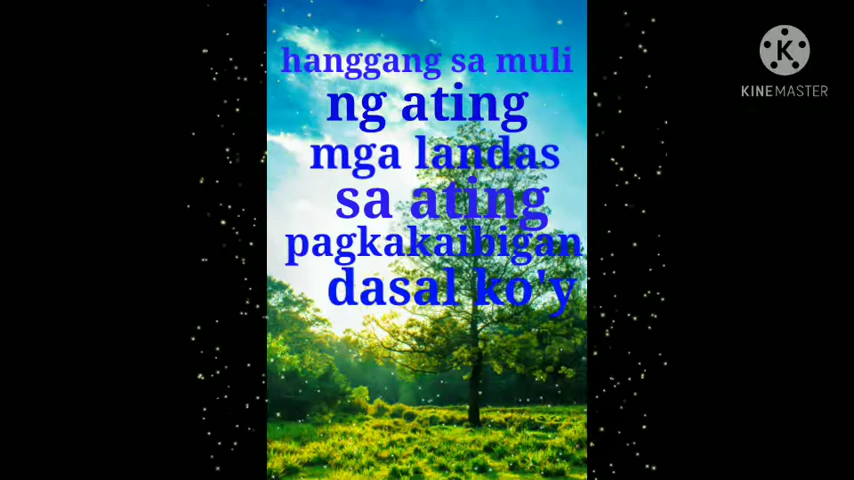 hanggang sa muli
ng ating
mga landas
sa ating
pagkakaibigan
dasal ko'y
KINEMASTER